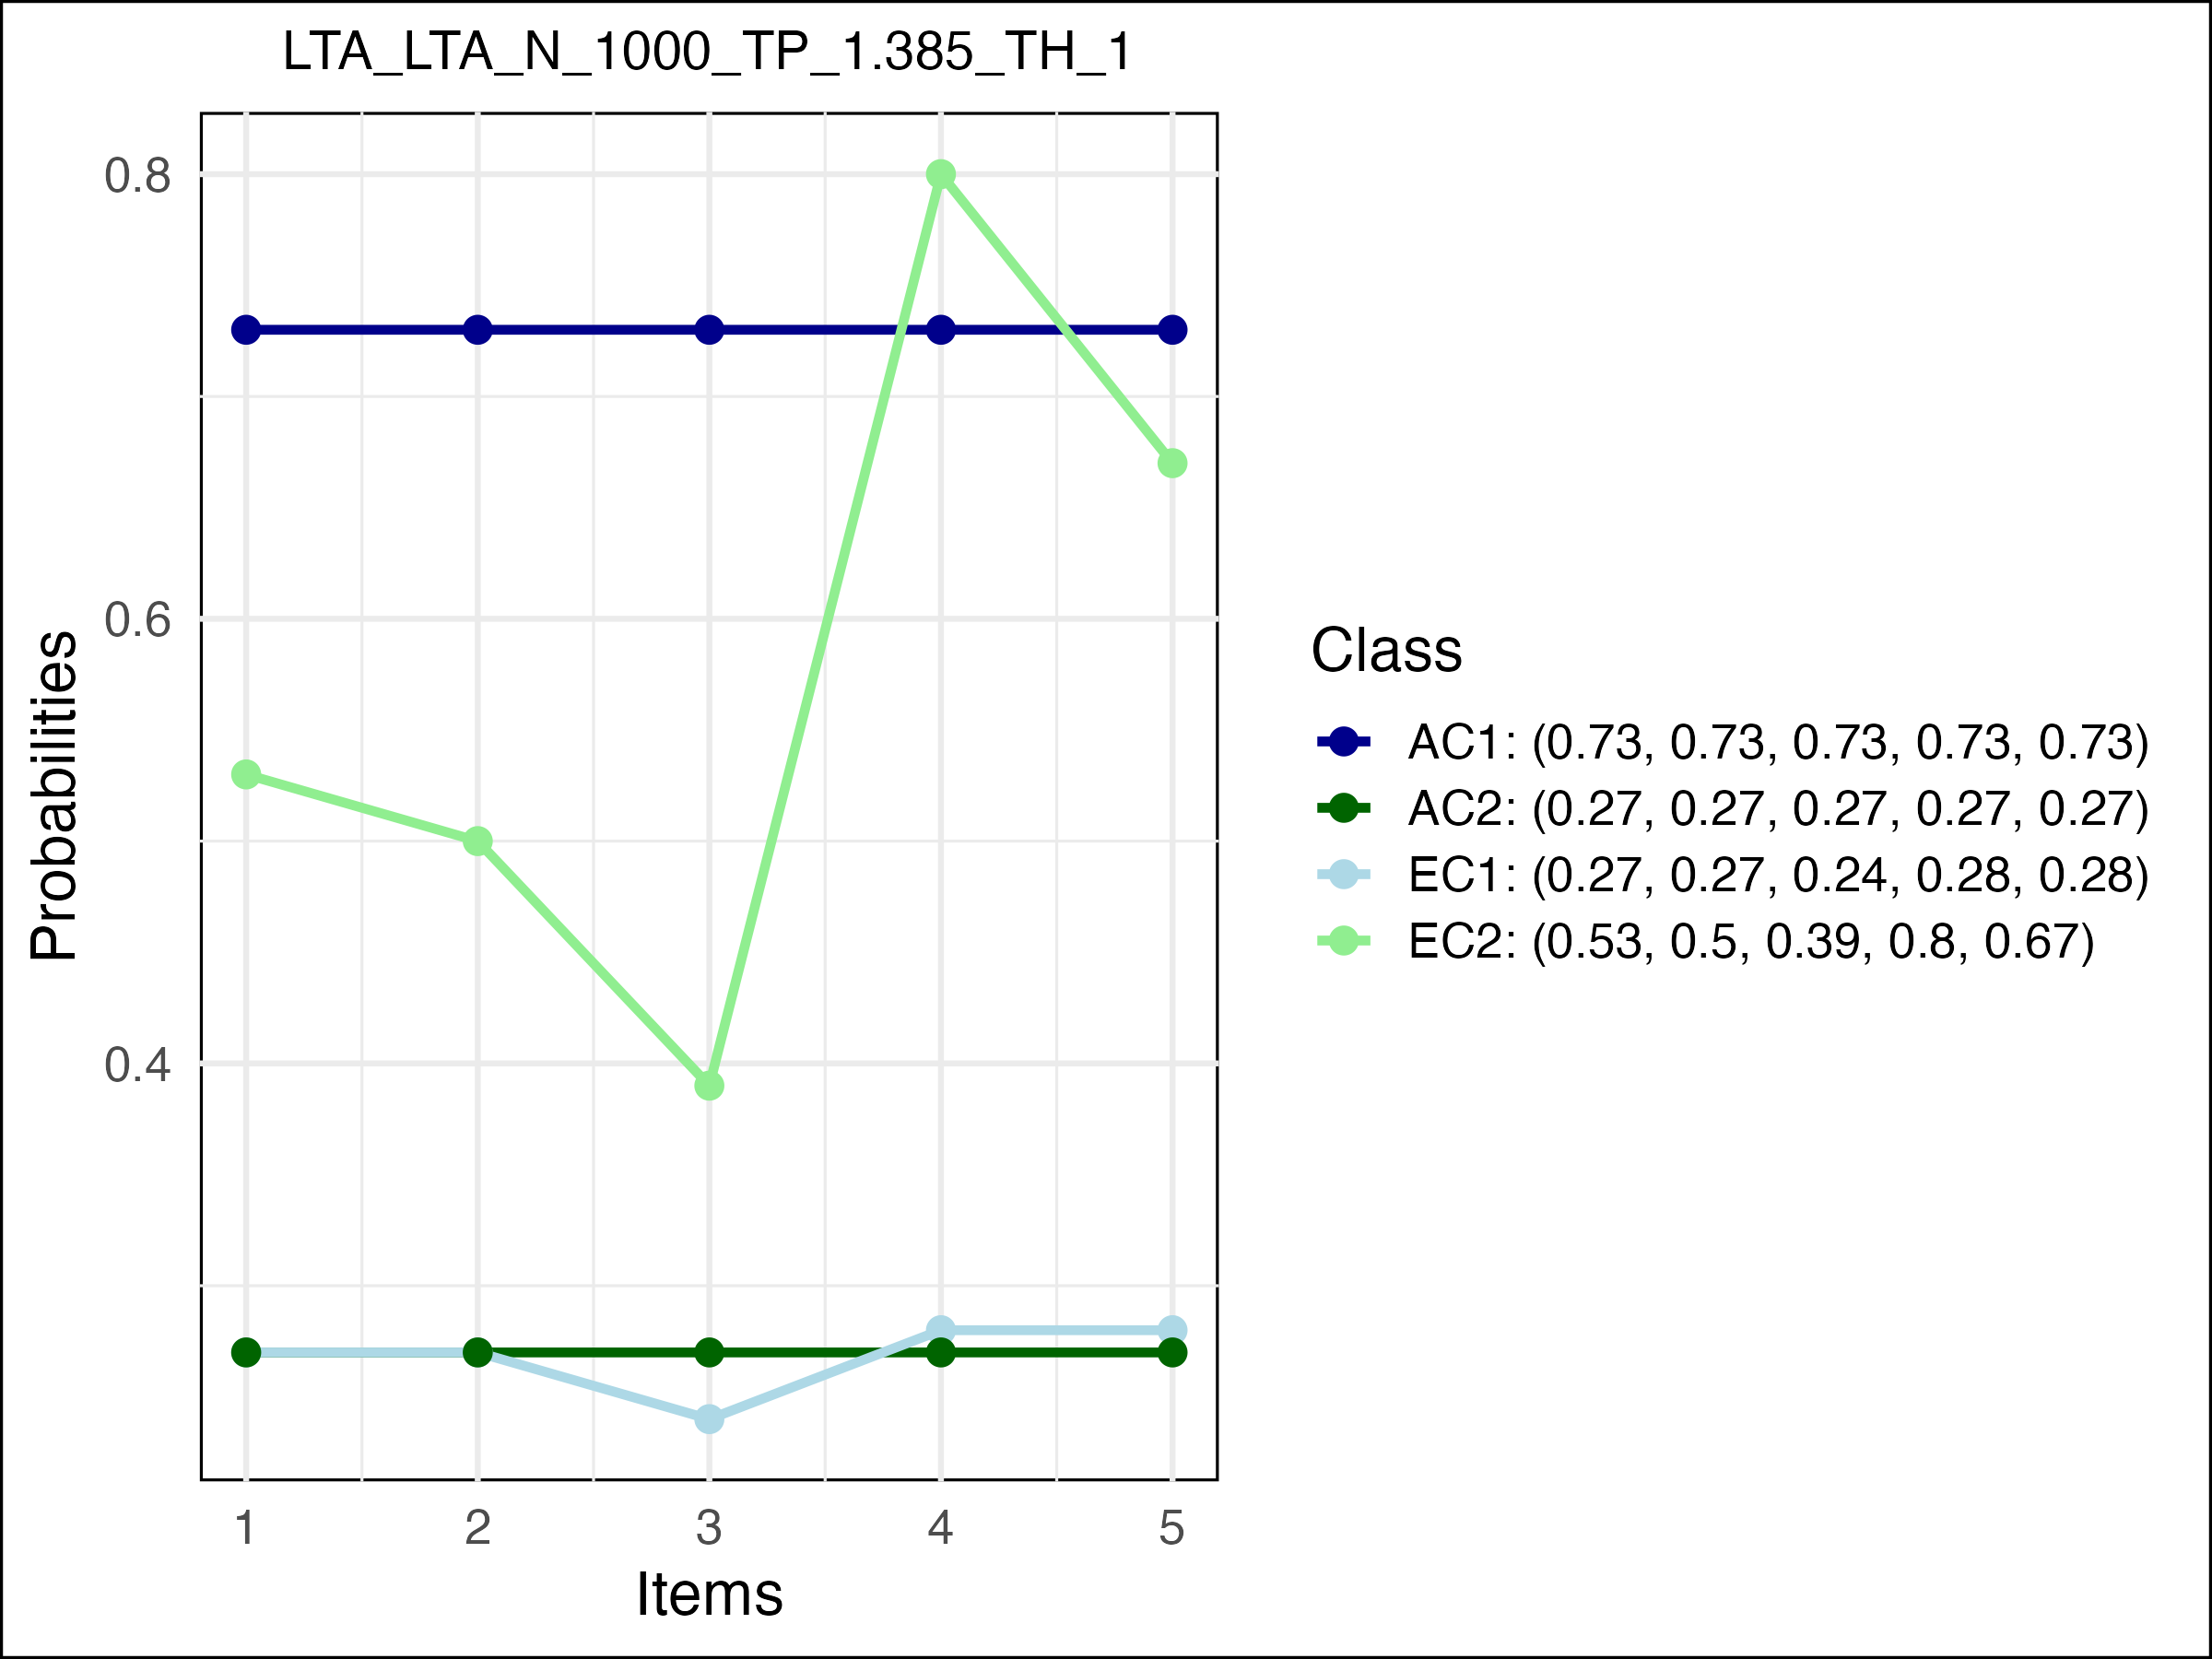 LTA_LTA_N_1000_TP_1.385_TH_1
0.8
0.6
0.4
Probabilities
1 2 3 4 5
Items
Class
AC1: (0.73, 0.73, 0.73, 0.73, 0.73)
AC2: (0.27, 0.27, 0.27, 0.27, 0.27)
EC1: (0.27, 0.27, 0.24, 0.28, 0.28)
EC2: (0.53, 0.5, 0.39, 0.8, 0.67)